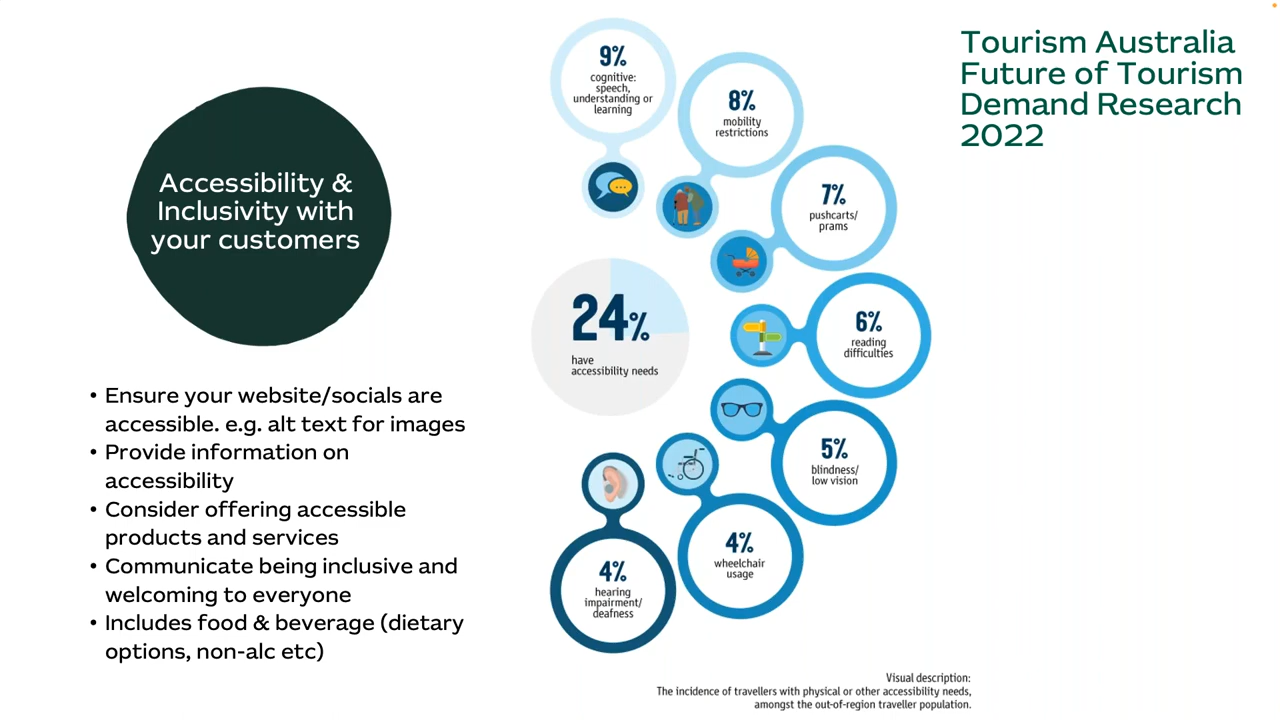 Accessibility &
Inclusivity with
your customers
• Ensure your website/socials are
accessible. e.g. alt text for images
• Provide information on
accessibility
• Consider offering accessible
products and services
• Communicate being inclusive and
welcoming to everyone
• Includes food & beverage (dietary
options, non-alc etc)
9%
cognitive:
speech,
understanding or
learning
8%
mobility
restrictions
7%
pushcarts/
prams
24%
have
accessibility needs
6%
reading
difficulties
5%
blindness/
low vision
4%
wheelchair
usage
4%
hearing
impairment/
deafness
Tourism Australia
Future of Tourism
Demand Research
2022
Visual description:
The incidence of travellers with physical or other accessibility needs,
amongst the out-of-region traveller population.